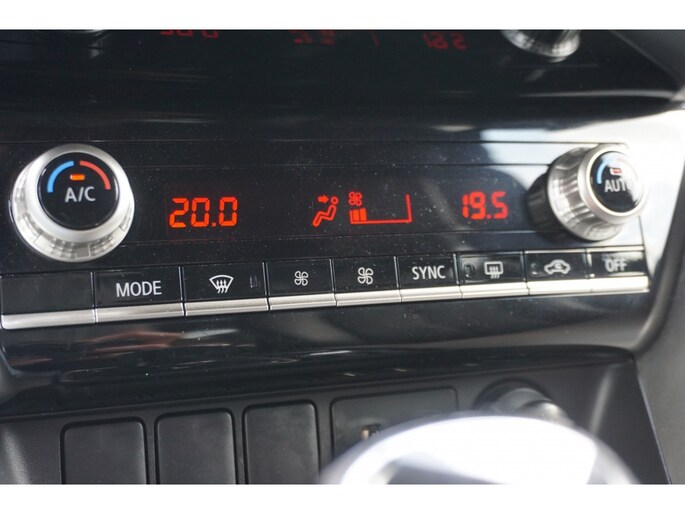 A/C
20.0
19.5
AUTO
MODE
SYNC
OFF